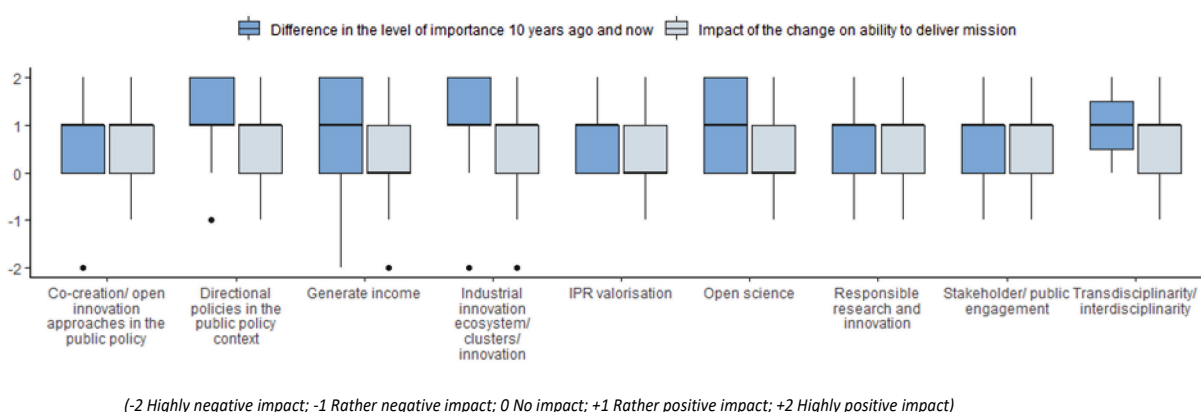 Difference in the level of importance 10 years ago and now
Impact of the change on ability to deliver mission
2
1
0
-1
-2
Co-creation/ open
innovation
approaches in the
public policy
Directional
policies in the
public policy
context
Generate income
Industrial
innovation
ecosystem/
clusters/
innovation
IPR valorisation
Open science
Responsible
research and
innovation
Stakeholder/ public
engagement
Transdisciplinarity/
interdisciplinarity
(-2 Highly negative impact; -1 Rather negative impact; 0 No impact; +1 Rather positive impact; +2 Highly positive impact)